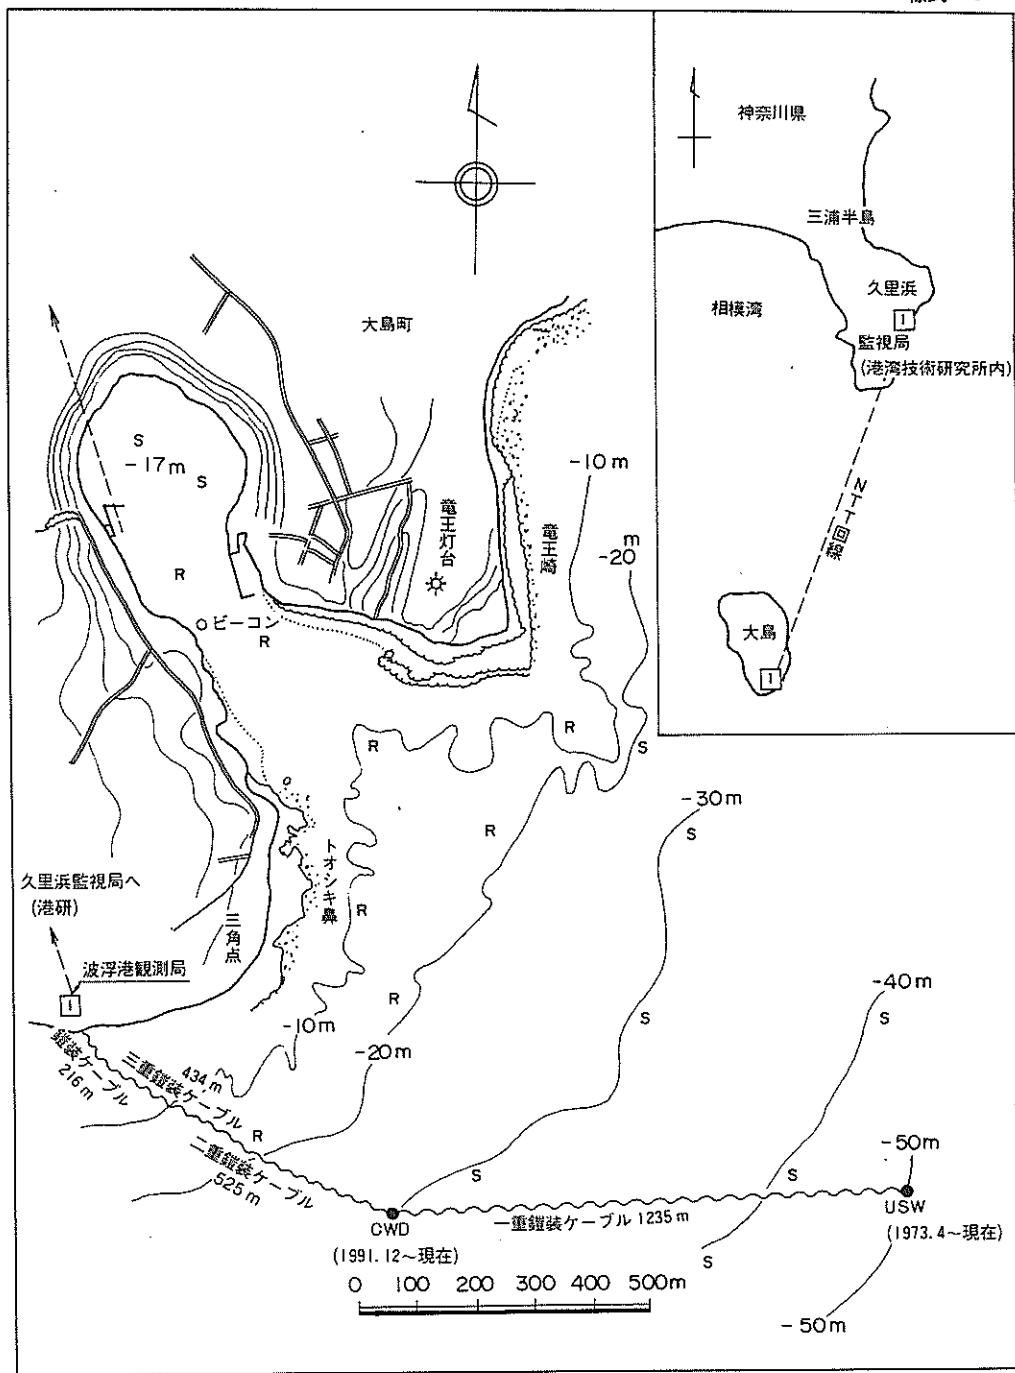 神奈川県
三浦半島
久里浜
1
相模湾
監視局
(港湾技術研究所内)
NTT回線
大島
1
大島町
S
-17m
S
竜王灯台
竜王崎
-10m
-20m
R
ビーコン
R
R
R
S
-30m
S
R
トオシキ鼻
R
久里浜監視局へ
(港研)
三角点
波浮港観測局
1
-40m
S
R
S
-10m
-20m
鎧装ケーブル
216m
三重鎧装ケーブル
434m
R
二重鎧装ケーブル
525m
S
S
-50m
CWD
(1991.12~現在)
一重鎧装ケーブル 1235m
USW
(1973.4~現在)
S
0 100 200 300 400 500m
-50m